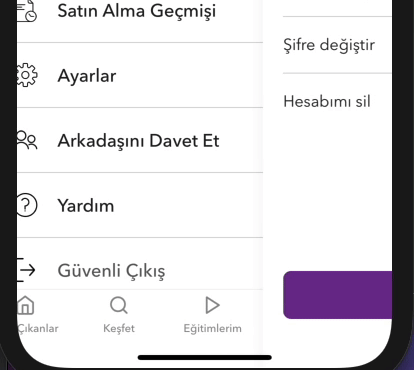 Satın Alma Geçmişi
Ayarlar
Arkadaşını Davet Et
Yardım
Güvenli Çıkış
Çıkanlar
Keşfet
Eğitimlerim
Şifre değiştir
Hesabımı sil